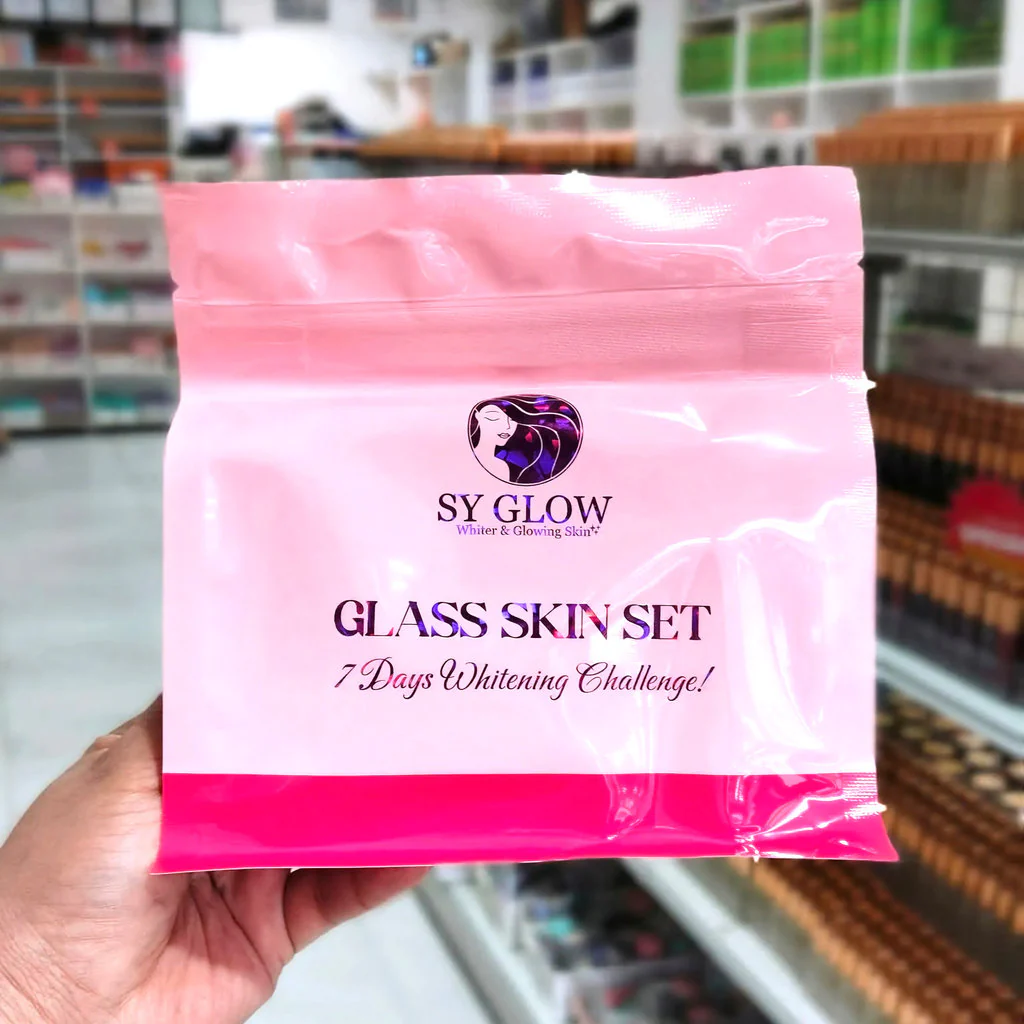 SY GLOW
Whiter & Glowing Skin
GLASS SKIN SET
7 Days Whitening Challenge!